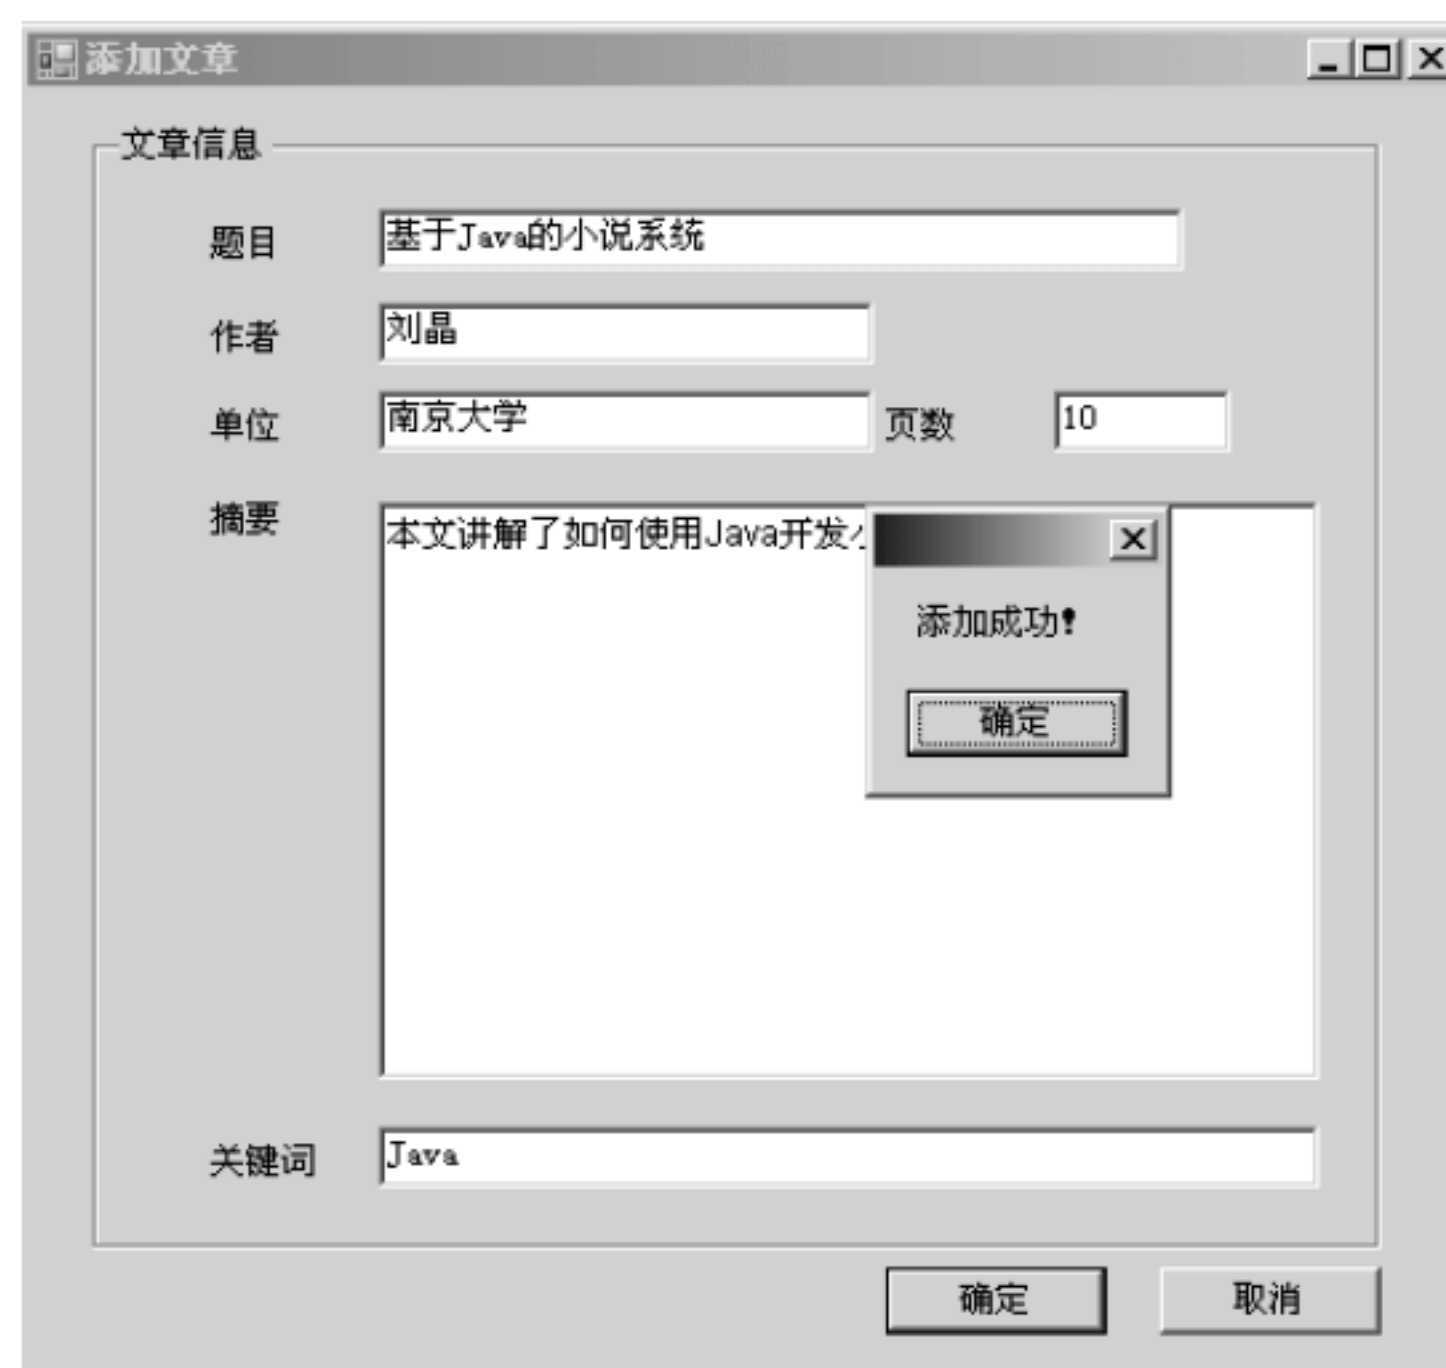 添加文章
文章信息
题目 基于Java的小说系统
作者 刘晶
单位 南京大学 页数 10
摘要 本文讲解了如何使用Java开发
添加成功!
确定
关键词 Java
确定 取消